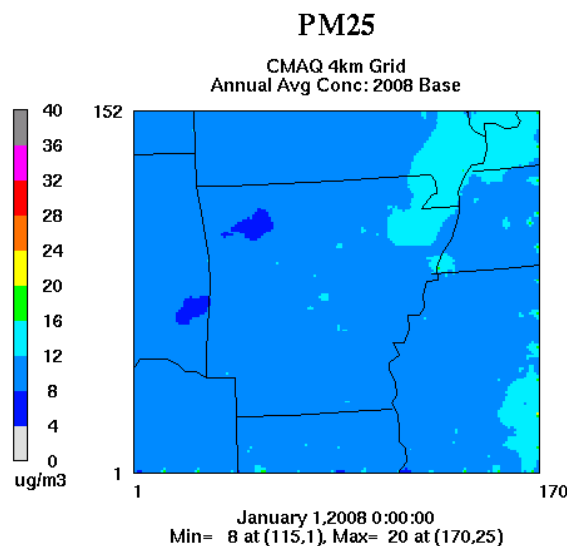 PM25
CMAQ 4km Grid
Annual Avg Conc: 2008 Base
40
36
32
28
24
20
16
12
8
4
0
ug/m3
152
1
1
170
January 1,2008 0:00:00
Min= 8 at (115,1), Max= 20 at (170,25)